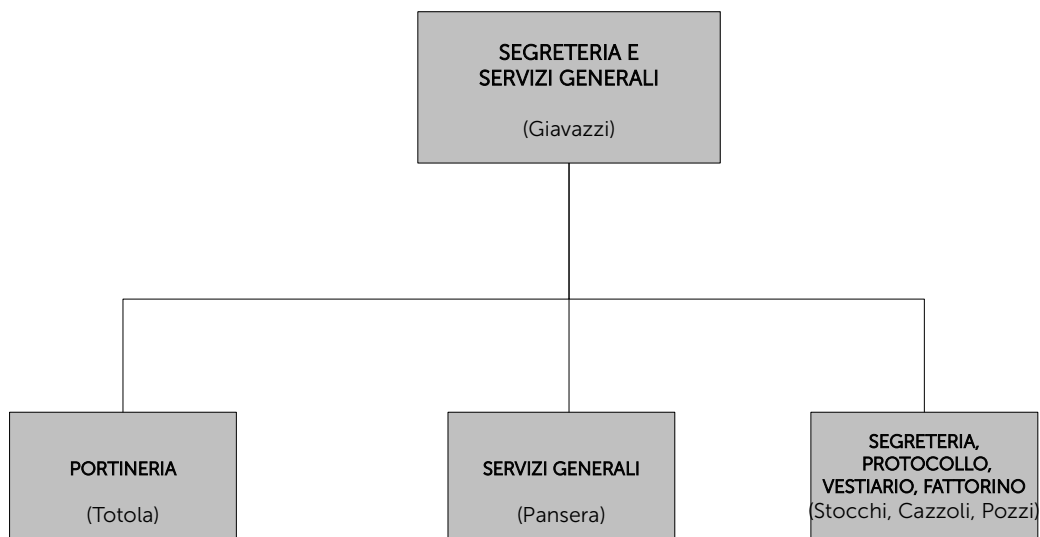 SEGRETERIA E
SERVIZI GENERALI
(Giavazzi)
PORTINERIA
(Totola)
SERVIZI GENERALI
(Pansera)
SEGRETERIA,
PROTOCOLLO,
VESTIARIO, FATTORINO
(Stocchi, Cazzoli, Pozzi)